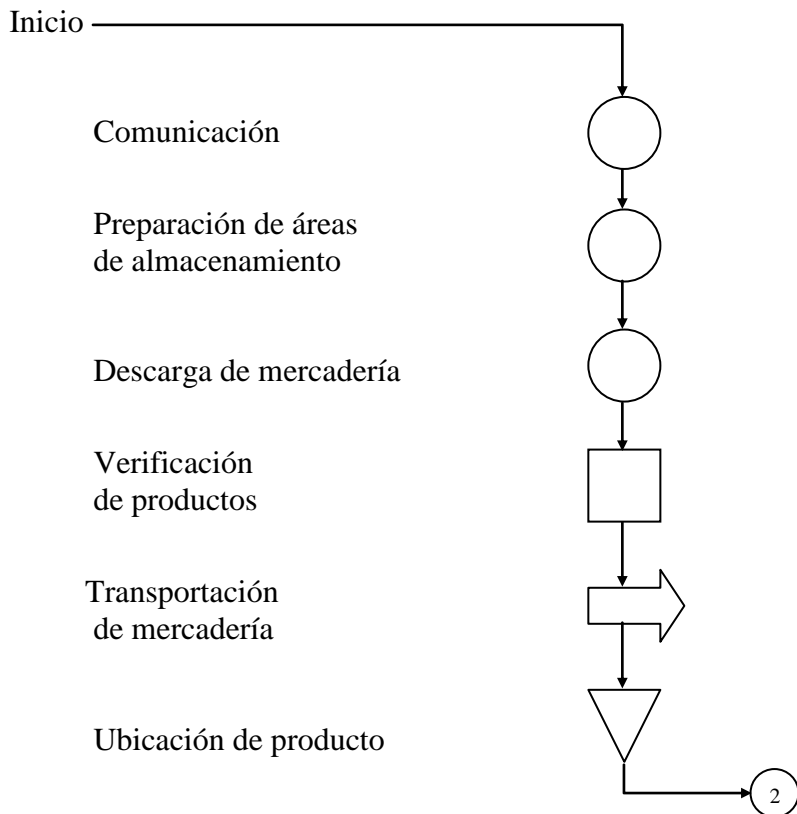 Inicio
Comunicación
Preparación de áreas
de almacenamiento
Descarga de mercadería
Verificación
de productos
Transportación
de mercadería
Ubicación de producto
2